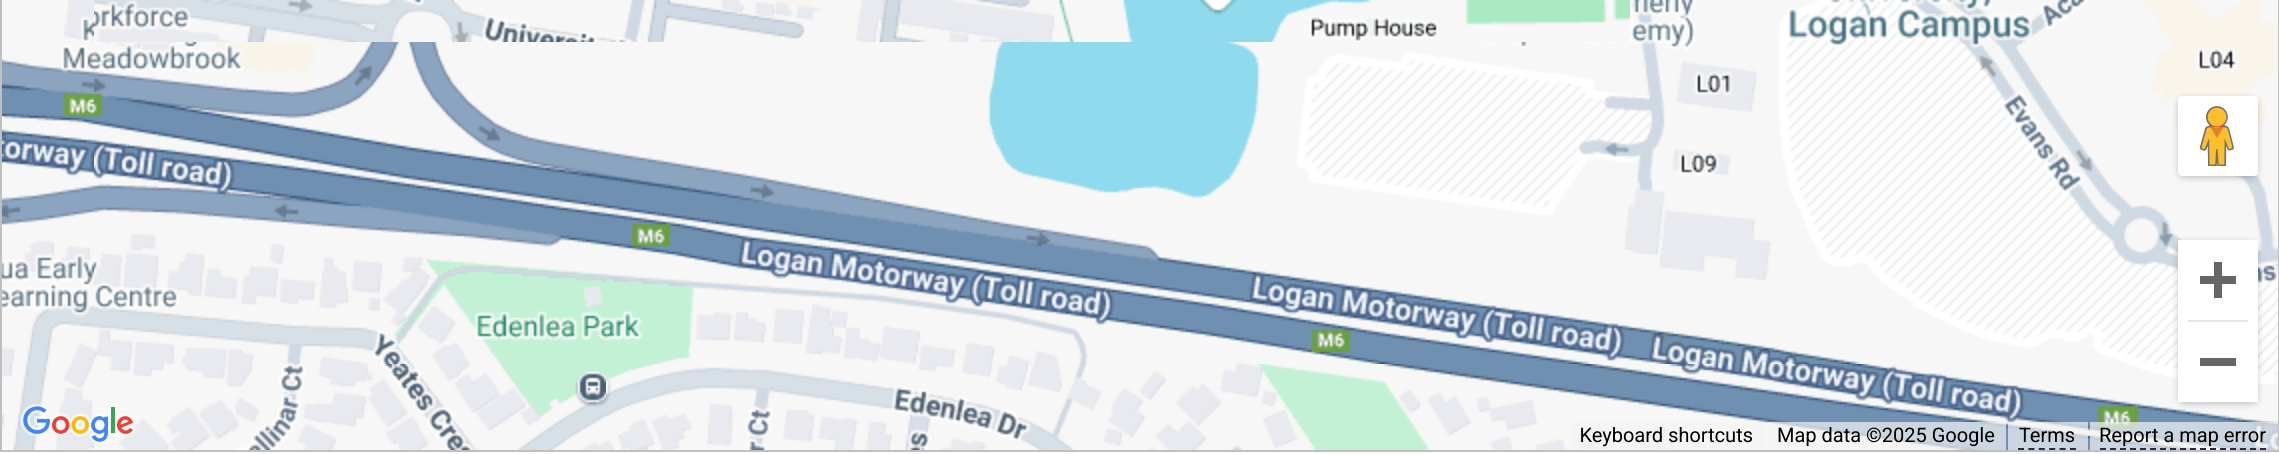 orkforce
Meadowbrook
Pump House
emy)
Logan Campus
L01
L04
L09
Evans Rd
M6
orway (Toll road)
M6
Logan Motorway (Toll road)
Logan Motorway (Toll road)
Logan Motorway (Toll road)
M6
M6
ua Early
earning Centre
Edenlea Park
Yeates Cres
Edenlea Dr
Google
Keyboard shortcuts
Map data ©2025 Google
Terms
Report a map error